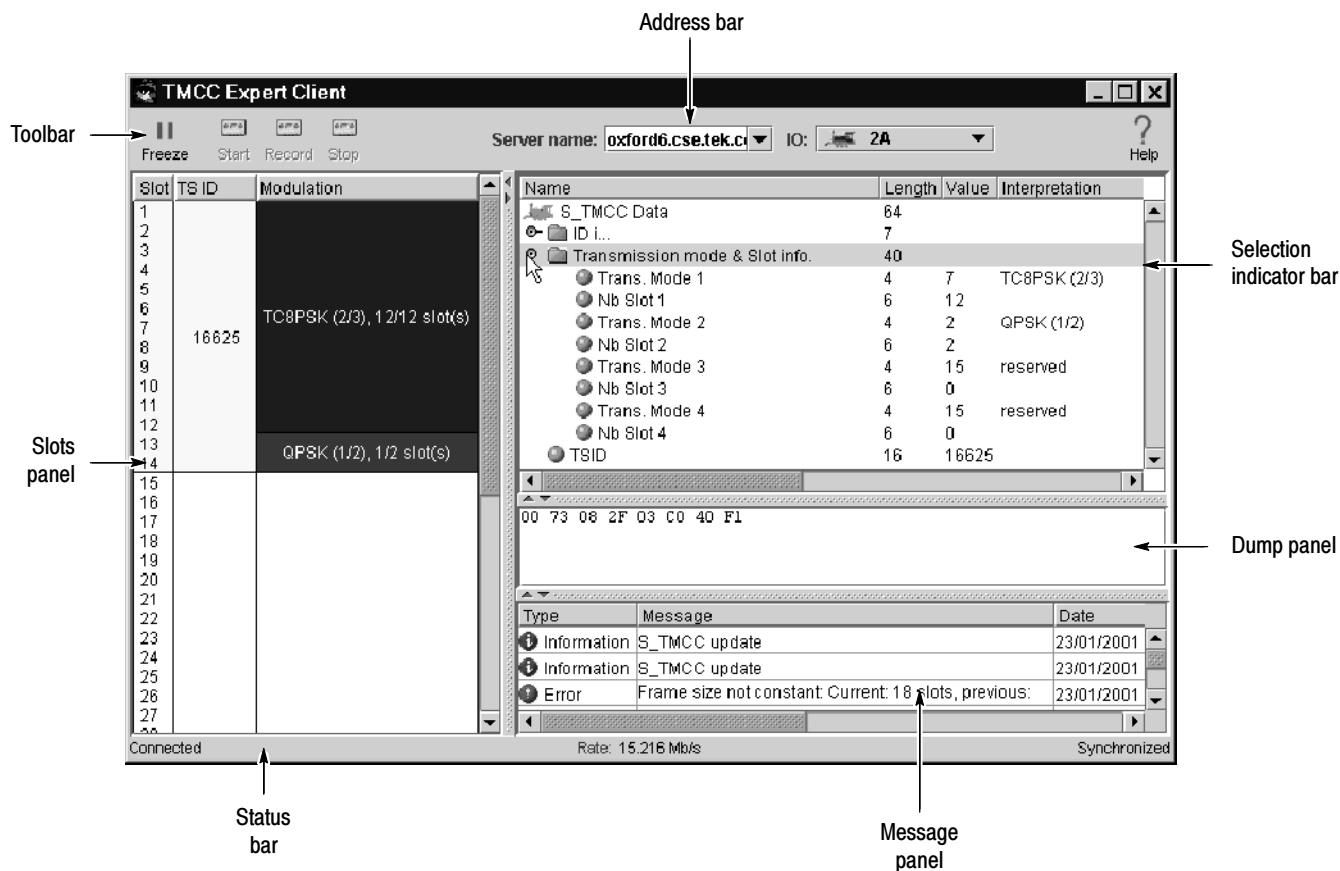 Address bar
TMCC Expert Client
Toolbar
Freeze Start Record Stop
Server name: oxford6.cse.tek.c IO: 2A
Help
Slot TS ID Modulation
1
2
3
4
5
6
7
8
9
10
11
12
13
14
15
16
17
18
19
20
21
22
23
24
25
26
27
16625
TC8PSK (2/3), 12/12 slot(s)
QPSK (1/2), 1/2 slot(s)
Name Length Value Interpretation
S_TMCC Data 64
ID i... 7
Transmission mode & Slot info. 40
Trans. Mode 1 4 7 TC8PSK (2/3)
Nb Slot 1 6 12
Trans. Mode 2 4 2 QPSK (1/2)
Nb Slot 2 6 2
Trans. Mode 3 4 15 reserved
Nb Slot 3 6 0
Trans. Mode 4 4 15 reserved
Nb Slot 4 6 0
TSID 16 16625
Selection
indicator bar
Slots
panel
00 73 08 2F 03 C0 40 F1
Dump panel
Type Message Date
Information S_TMCC update 23/01/2001
Information S_TMCC update 23/01/2001
Error Frame size not constant: Current: 18 slots, previous: 23/01/2001
Connected Rate: 15.216 Mb/s Synchronized
Status
bar
Message
panel